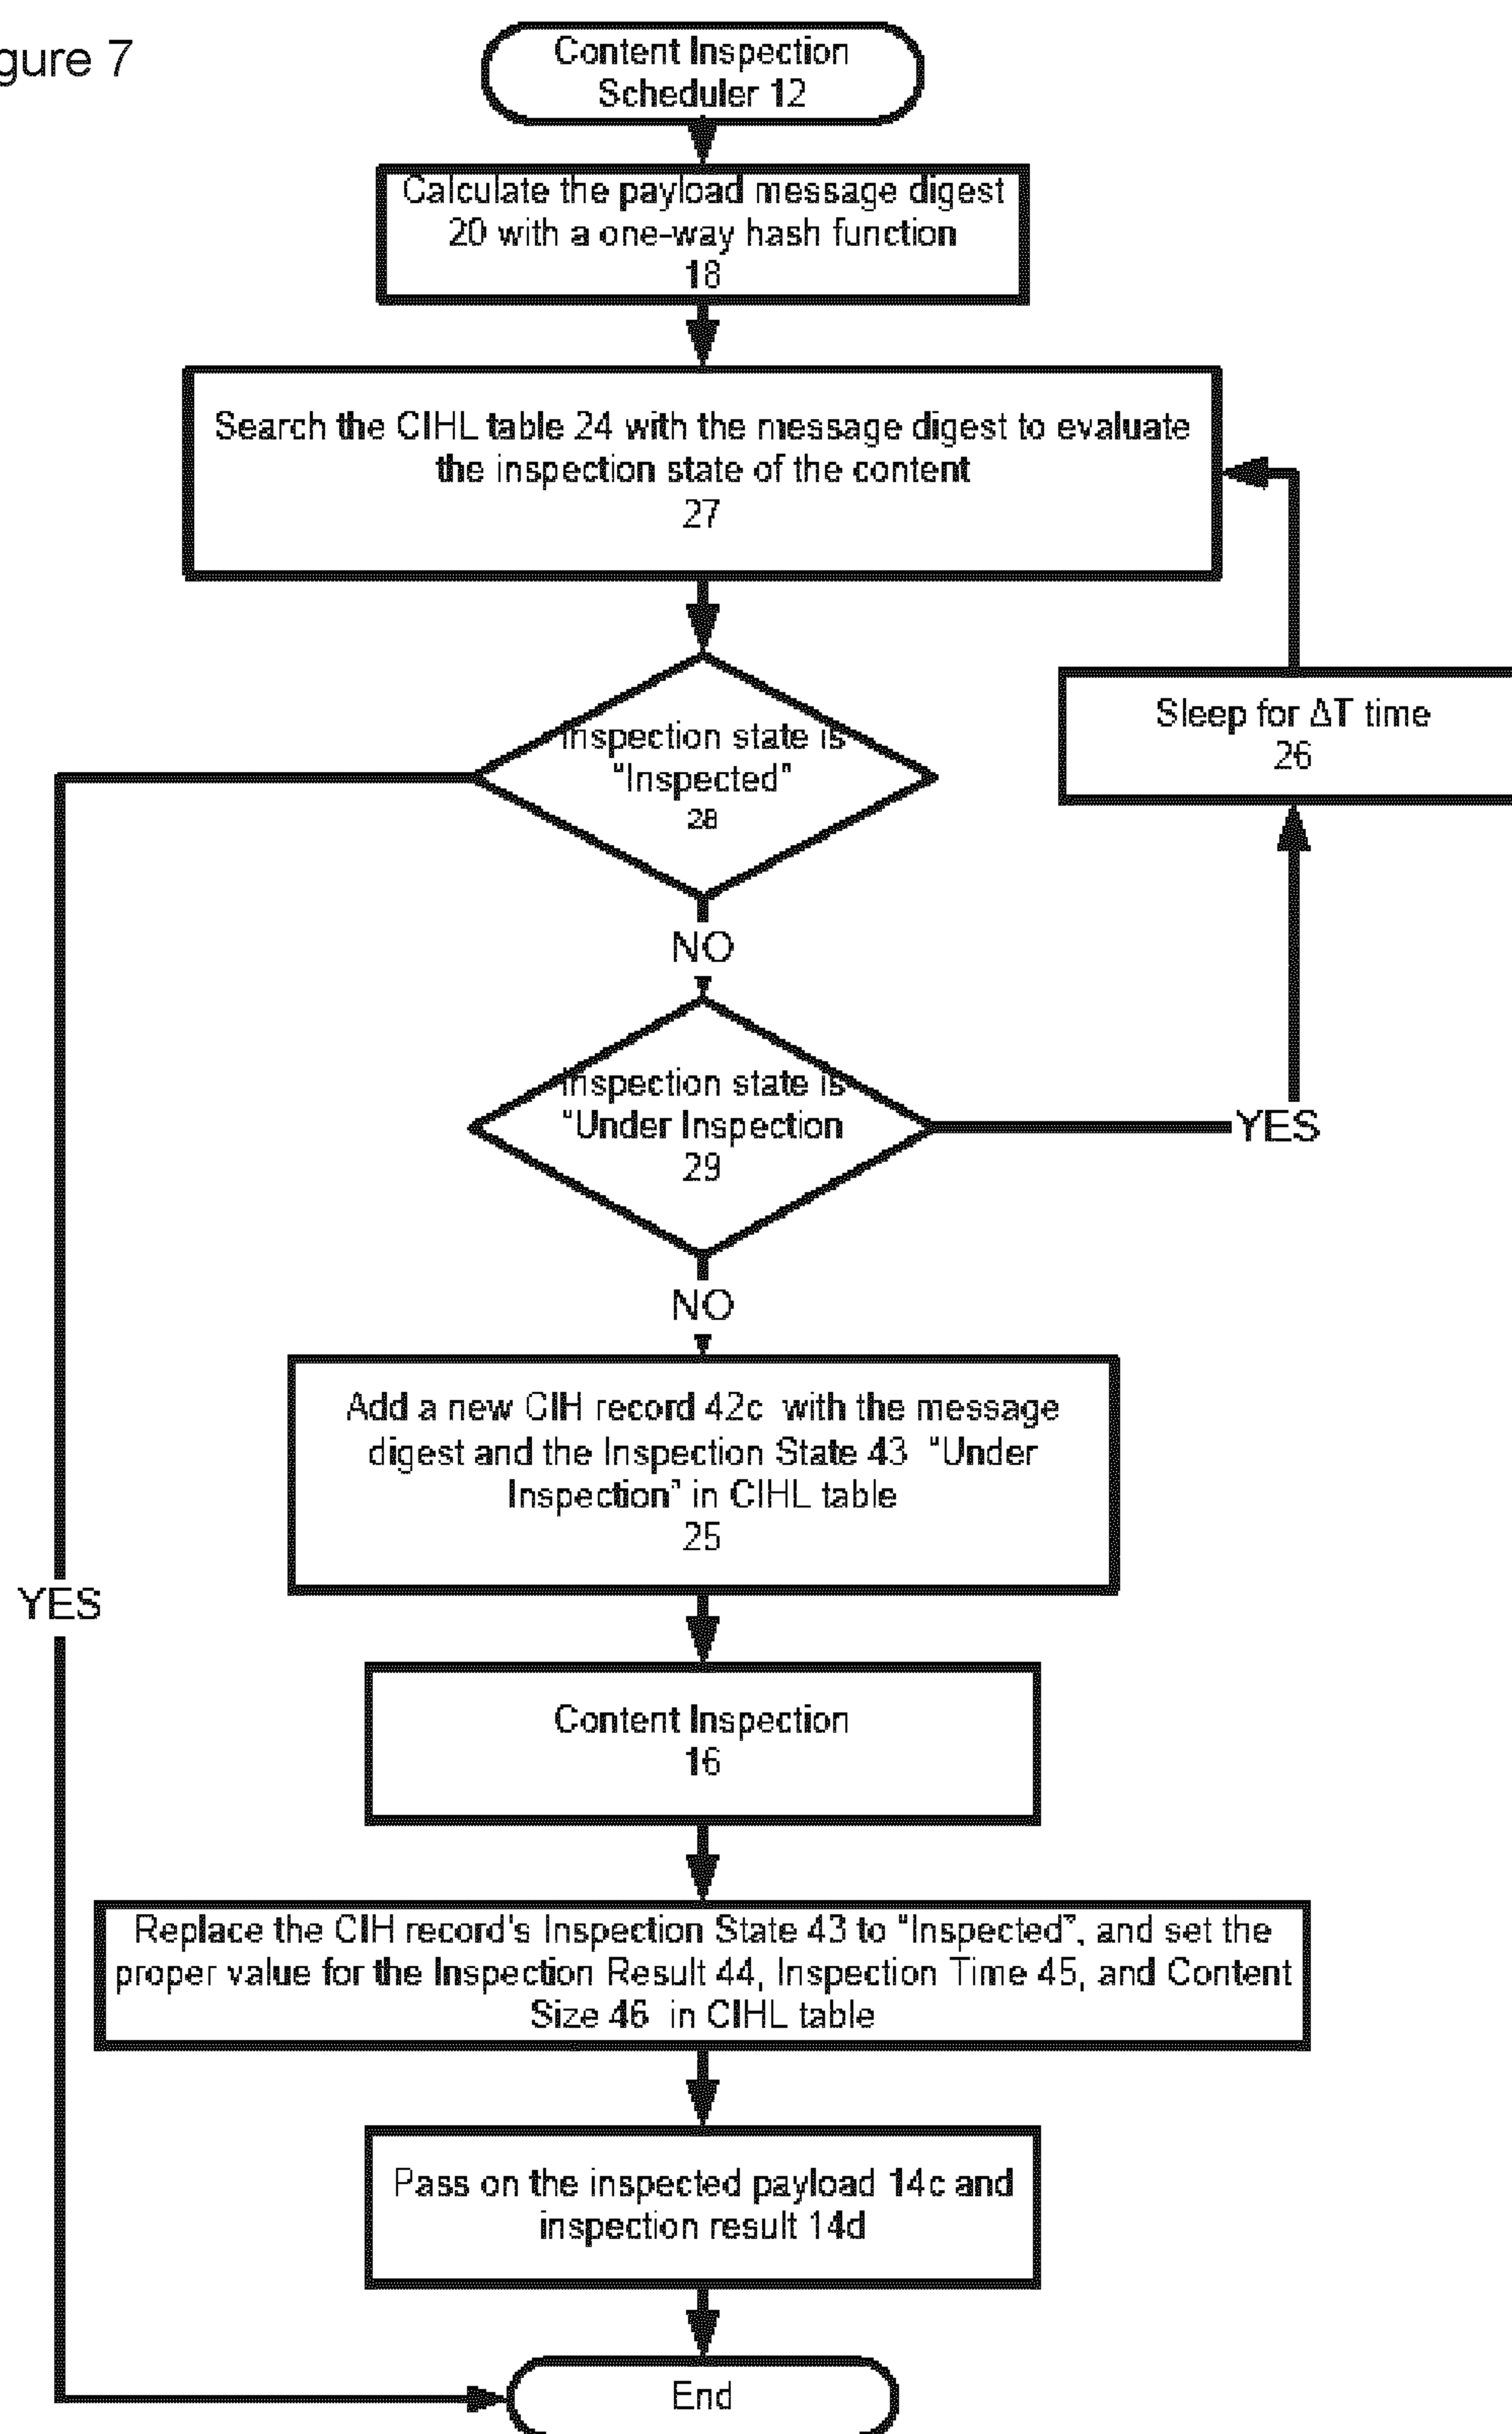 gure 7
Content Inspection
Scheduler 12
Calculate the payload message digest
20 with a one-way hash function
18
Search the CIHL table 24 with the message digest to evaluate
the inspection state of the content
27
Inspection state is
"Inspected"
28
Sleep for ΔT time
26
NO
Inspection state is
"Under Inspection
29
YES
NO
Add a new CIH record 42c with the message
digest and the Inspection State 43 "Under
Inspection" in CIHL table
25
YES
Content Inspection
16
Replace the CIH record's Inspection State 43 to "Inspected", and set the
proper value for the Inspection Result 44, Inspection Time 45, and Content
Size 46 in CIHL table
Pass on the inspected payload 14c and
inspection result 14d
End